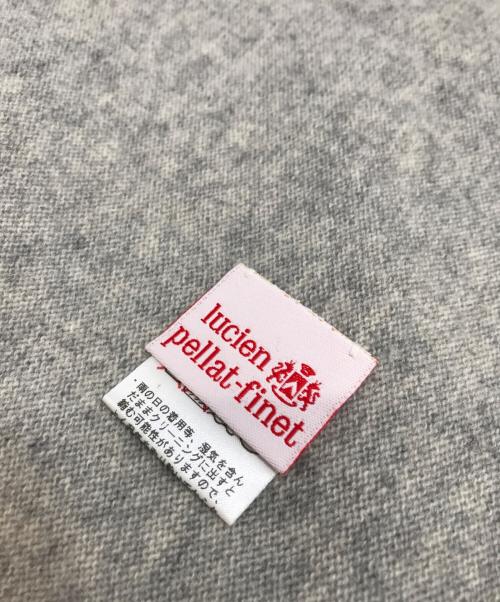 lucien
pellat-finet
・雨の日の着用等、湿気を含ん
だままクリーニングに出すと
縮む可能性がありますので、